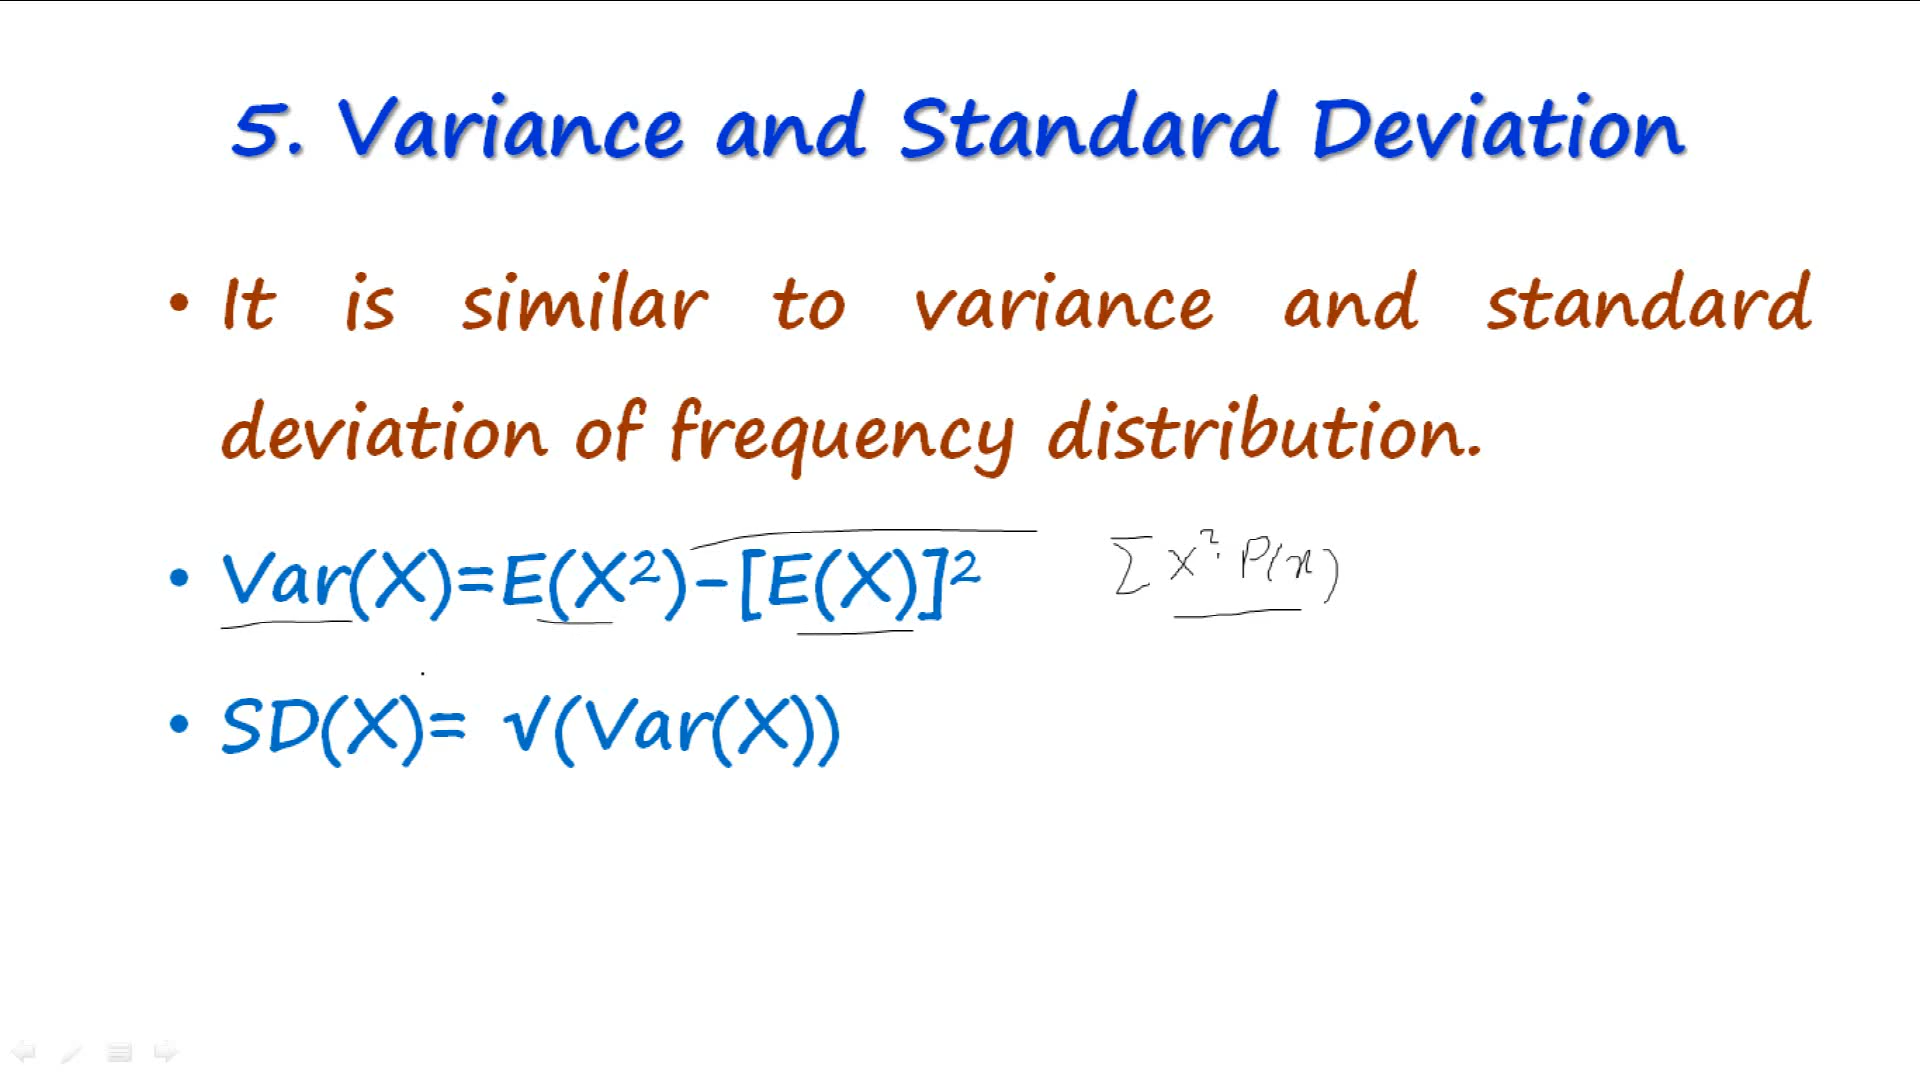 5. Variance and Standard Deviation
• It is similar to variance and standard
deviation of frequency distribution.
• Var(X)=E(X²)-[E(X)]² ∑ x². P(x)
• SD(X)= √(Var(X))